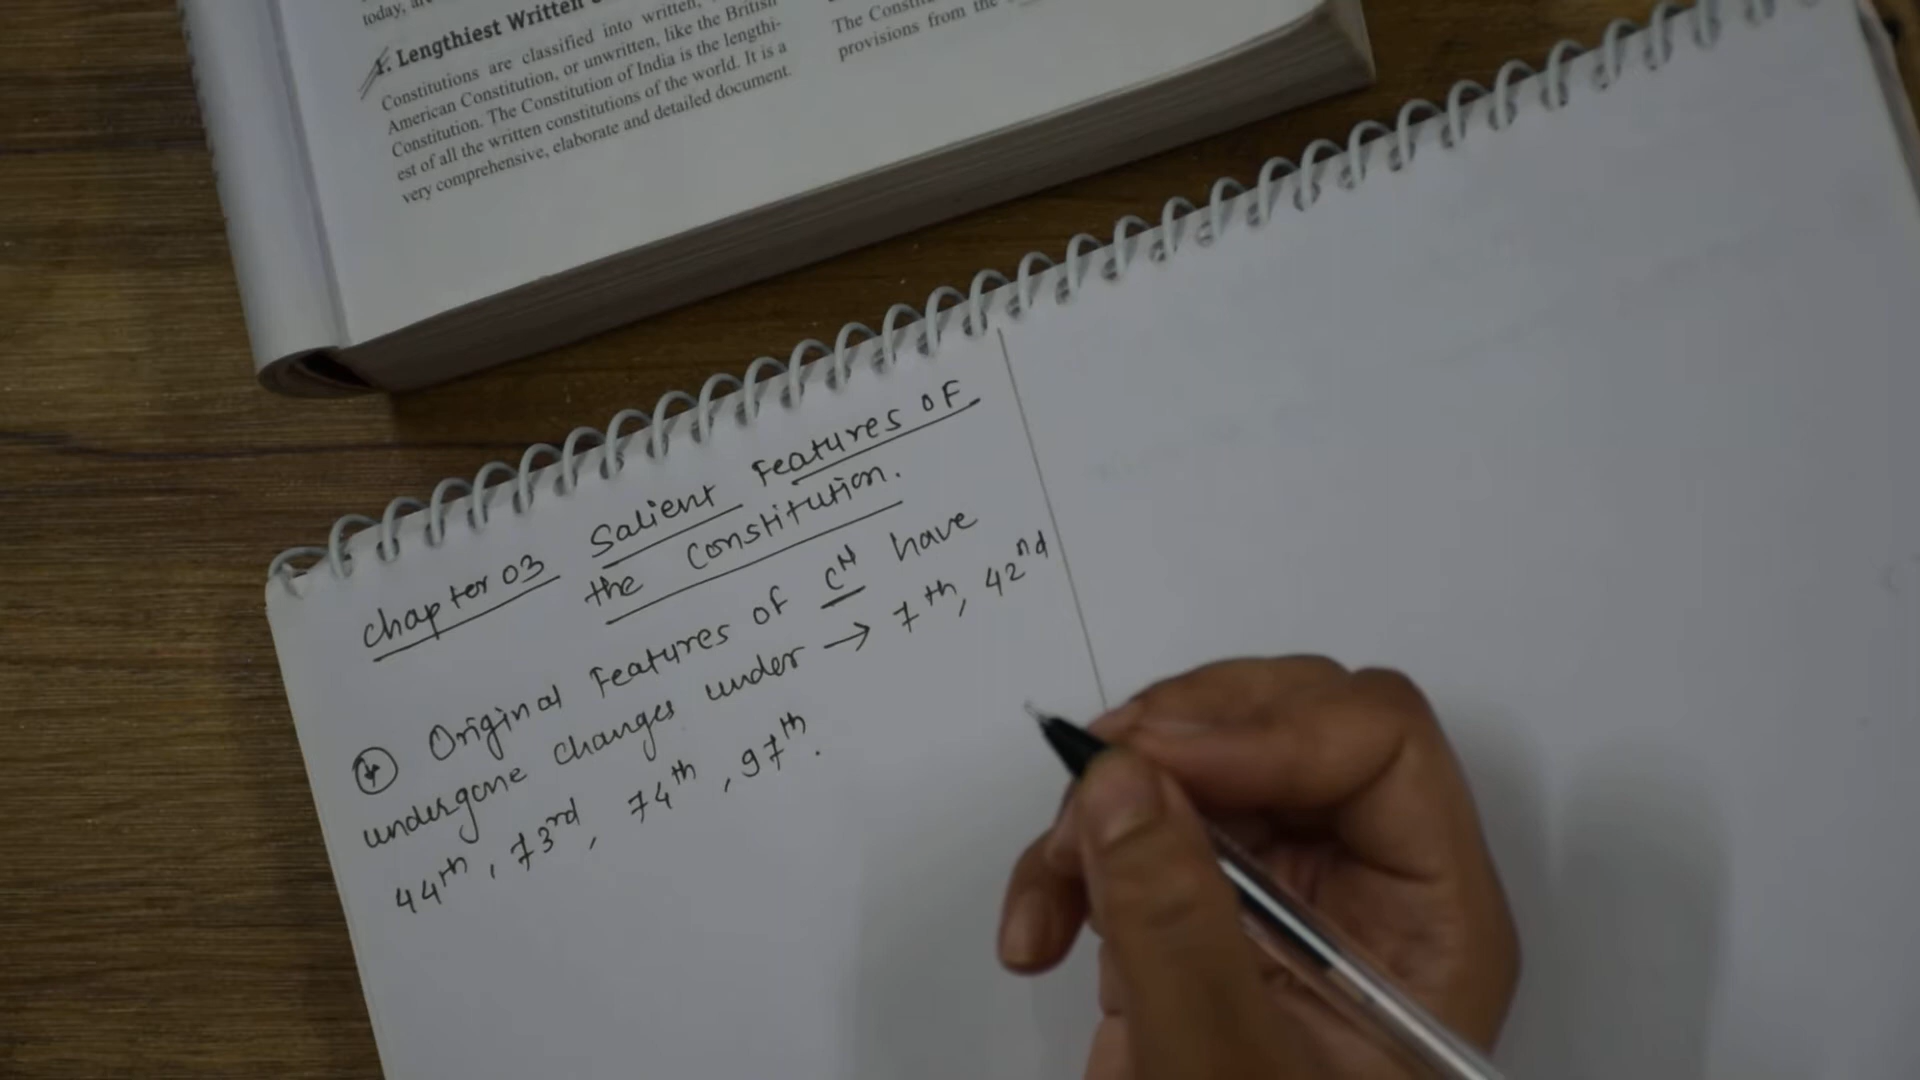 today,
1. Lengthiest Written
Constitutions are classified into written,
American Constitution, or unwritten, like the British
Constitution. The Constitution of India is the lengthi-
est of all the written constitutions of the world. It is a
very comprehensive, elaborate and detailed document.
The
provisions from the
chapter 03 Salient Features OF
the Constitution.
Original Features of CN have
undergone changes under → 7th, 42nd
44th, 73rd, 74th, 97th.